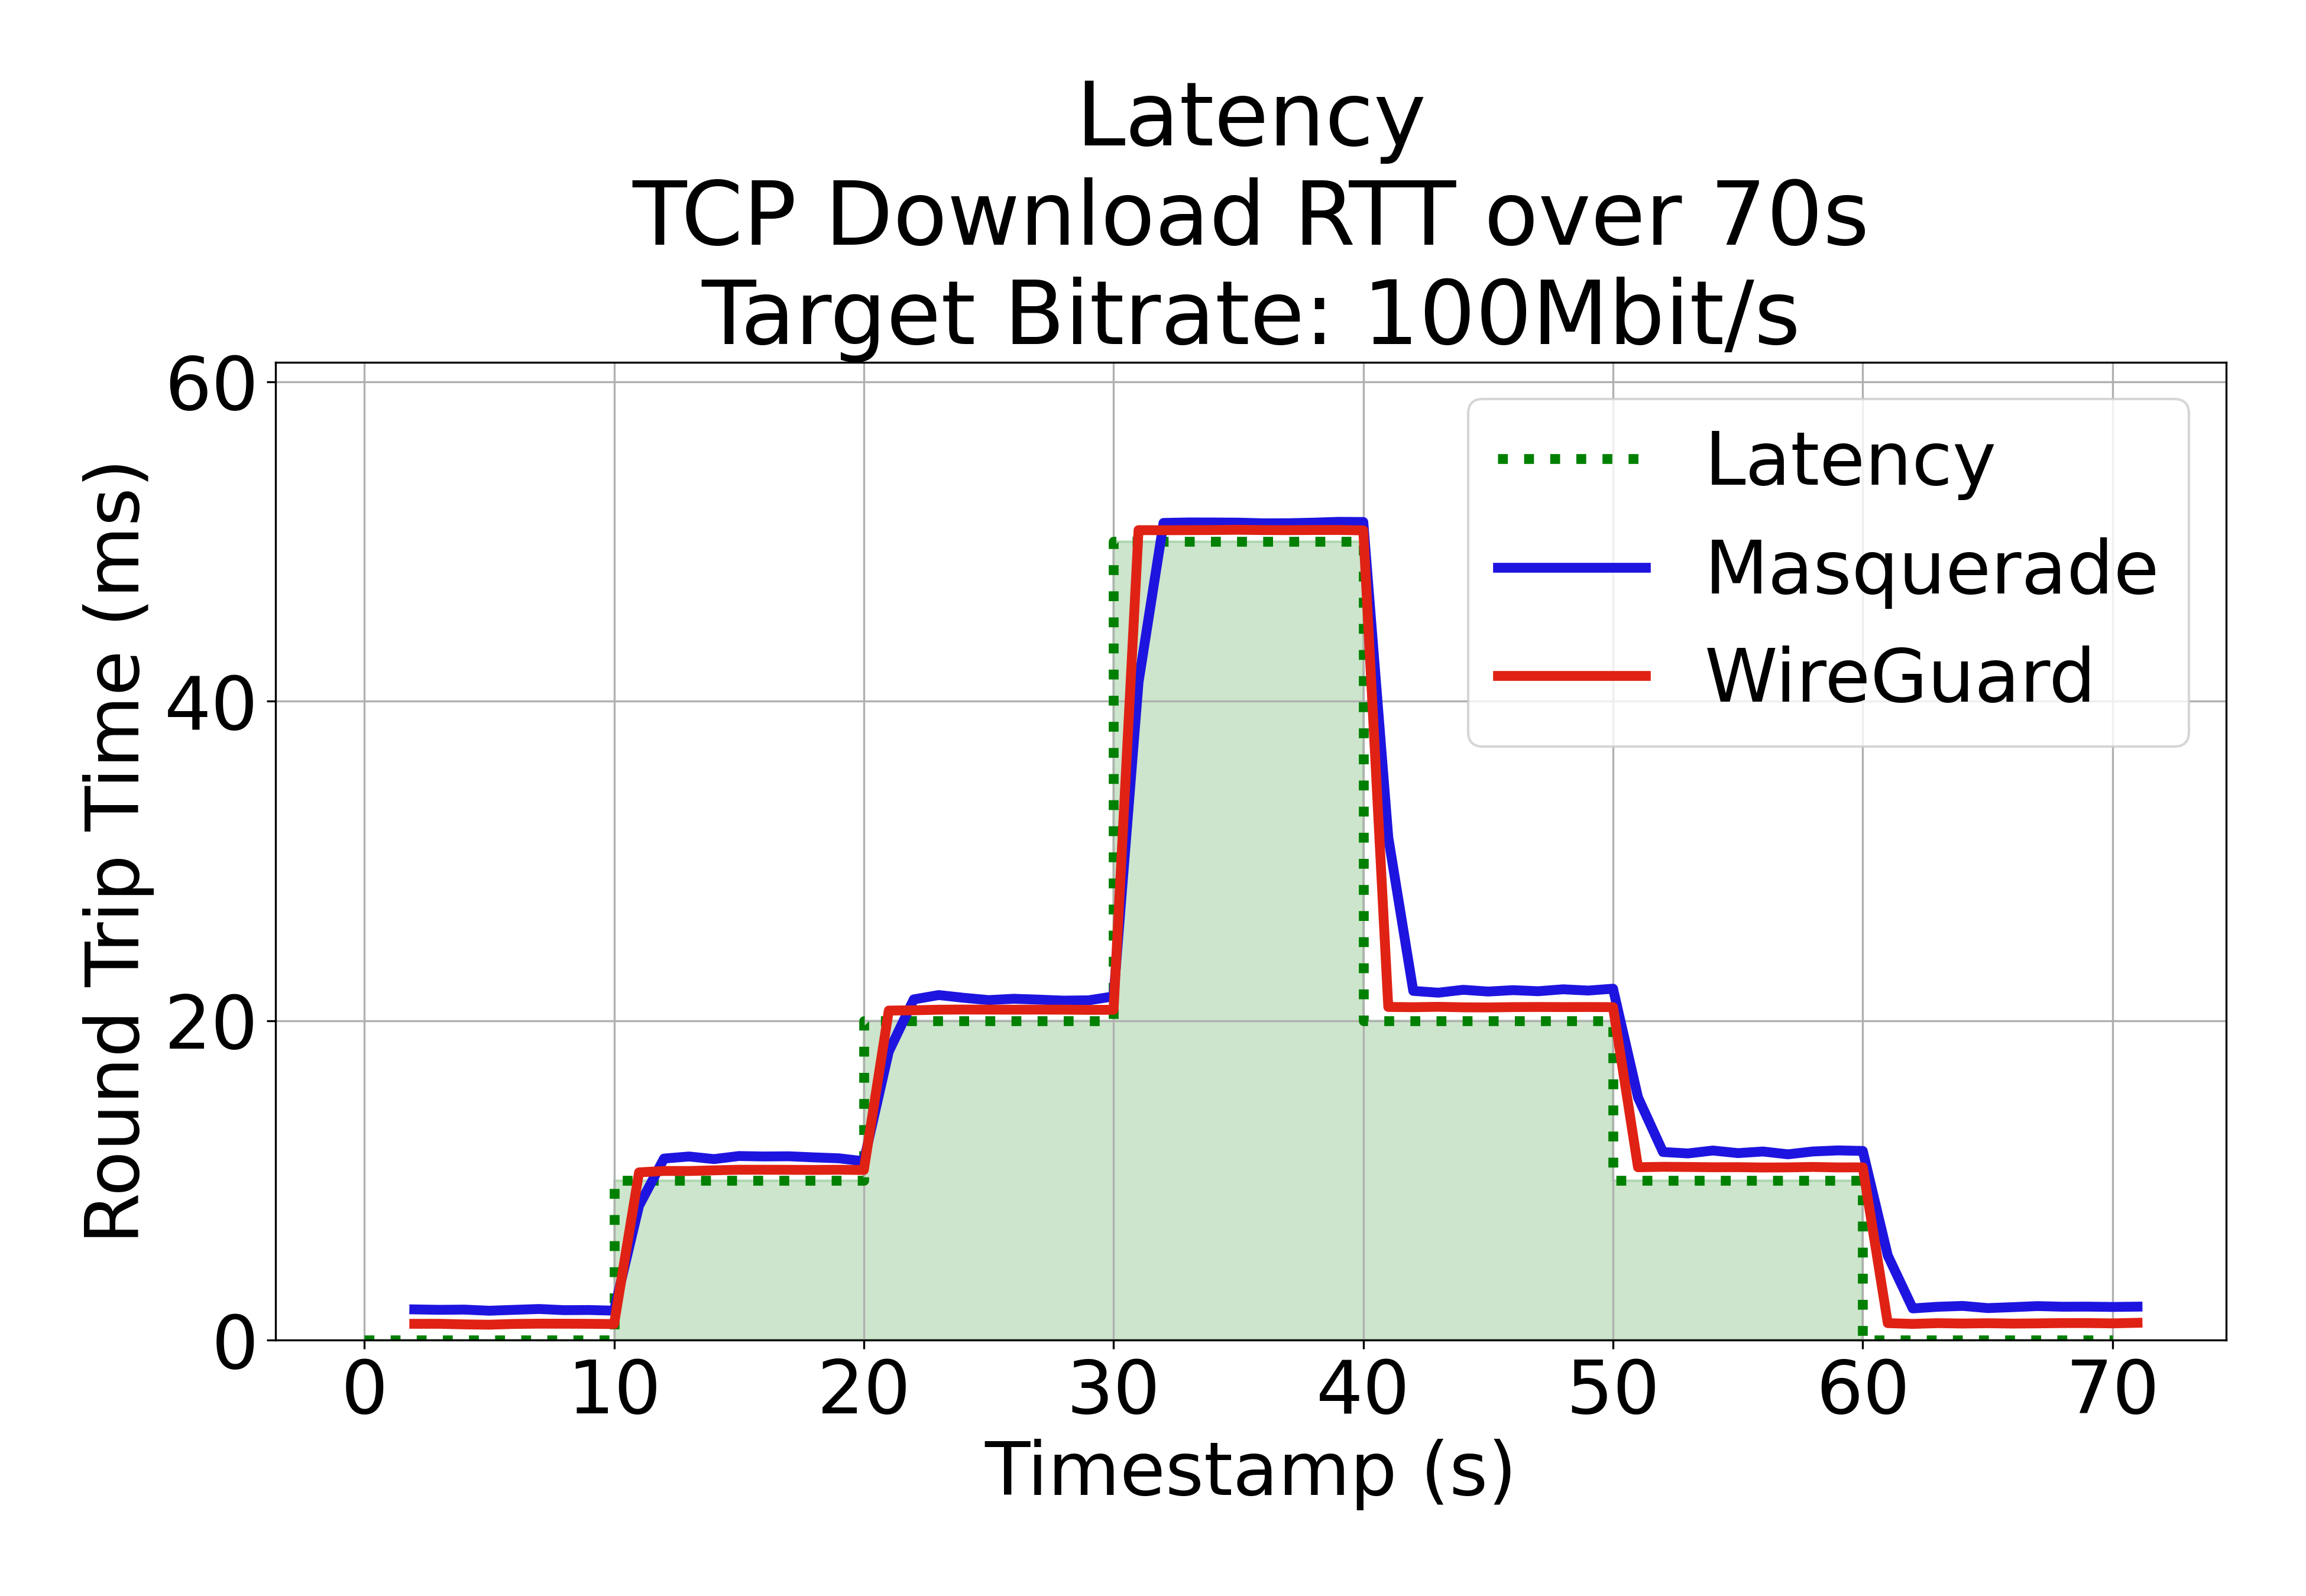 Latency
TCP Download RTT over 70s
Target Bitrate: 100Mbit/s
60
40
20
0
Round Trip Time (ms)
Latency
Masquerade
WireGuard
0 10 20 30 40 50 60 70
Timestamp (s)